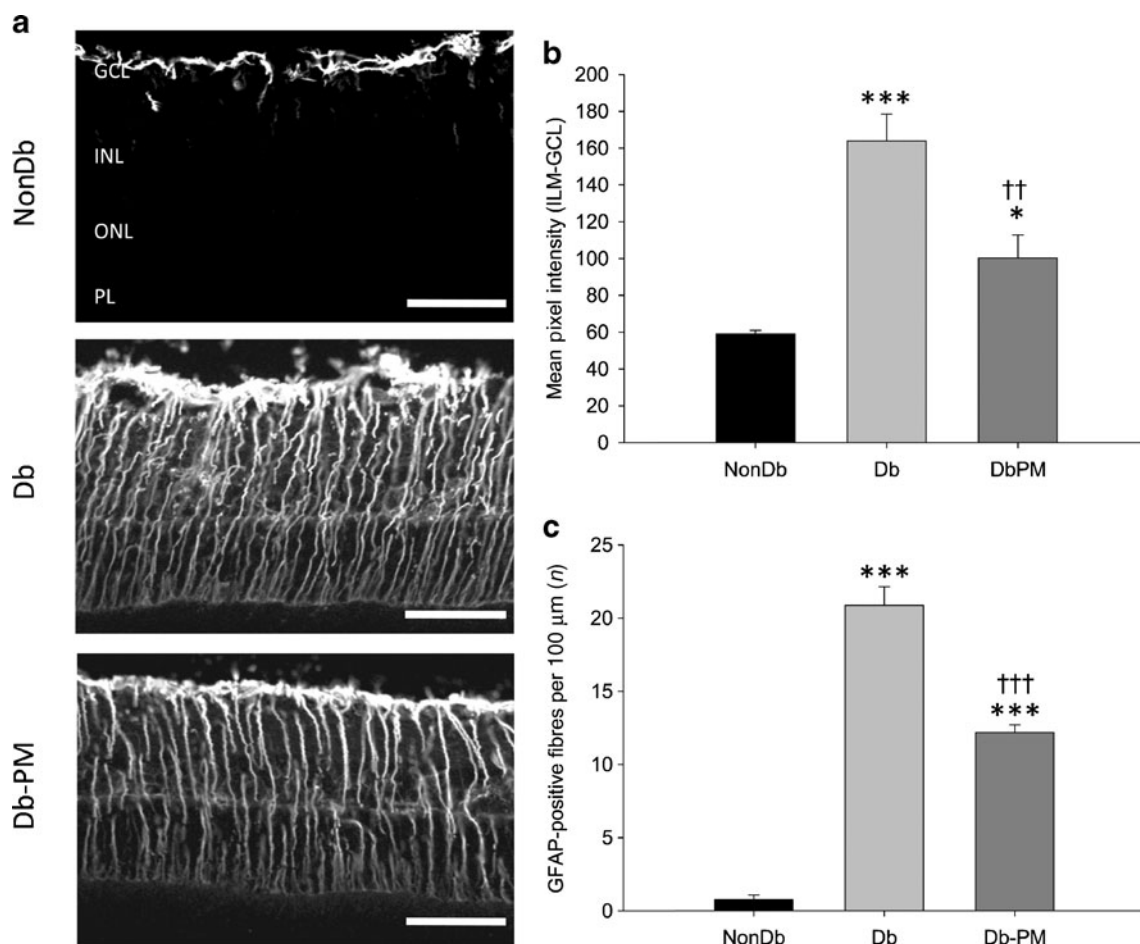 a
NonDb
GCL
INL
ONL
PL
Db
Db-PM
b
Mean pixel intensity (ILM-GCL)
200
180
160
140
120
100
80
60
40
20
0
***
††
*
NonDb
Db
DbPM
c
GFAP-positive fibres per 100 µm (n)
25
20
15
10
5
0
***
†††
***
NonDb
Db
Db-PM